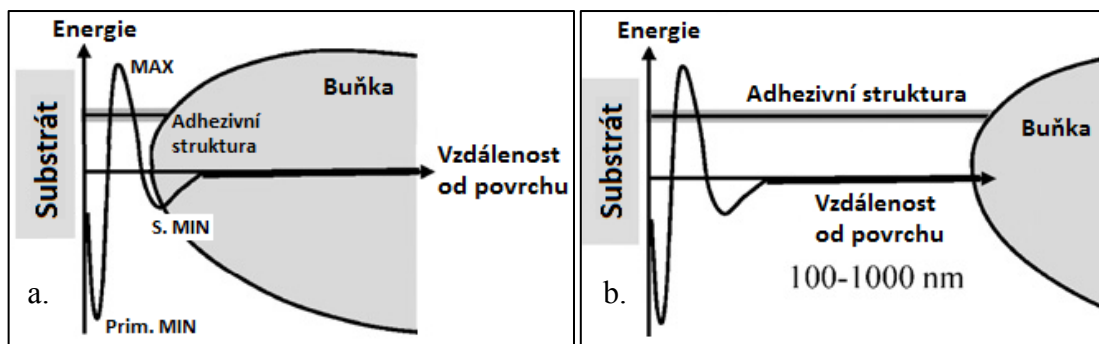 Energie
MAX
Buňka
Substrát
Adhezivní
struktura
Vzdálenost
od povrchu
S. MIN
a.
Prim. MIN
Energie
Adhezivní struktura
Substrát
Buňka
Vzdálenost
od povrchu
100-1000 nm
b.